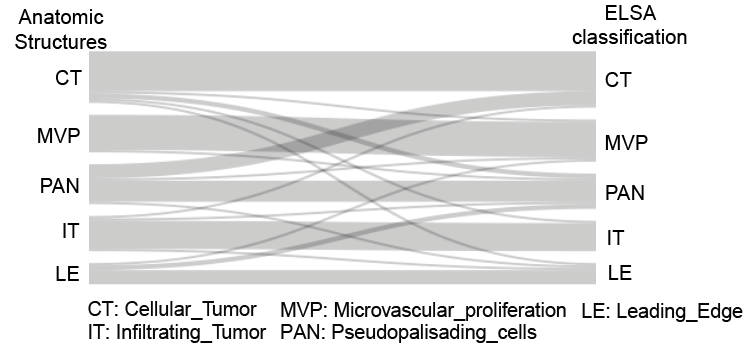 Anatomic
Structures
ELSA
classification
CT
CT
MVP
MVP
PAN
PAN
IT
IT
LE
LE
CT: Cellular_Tumor MVP: Microvascular_proliferation LE: Leading_Edge
IT: Infiltrating_Tumor PAN: Pseudopalisading_cells